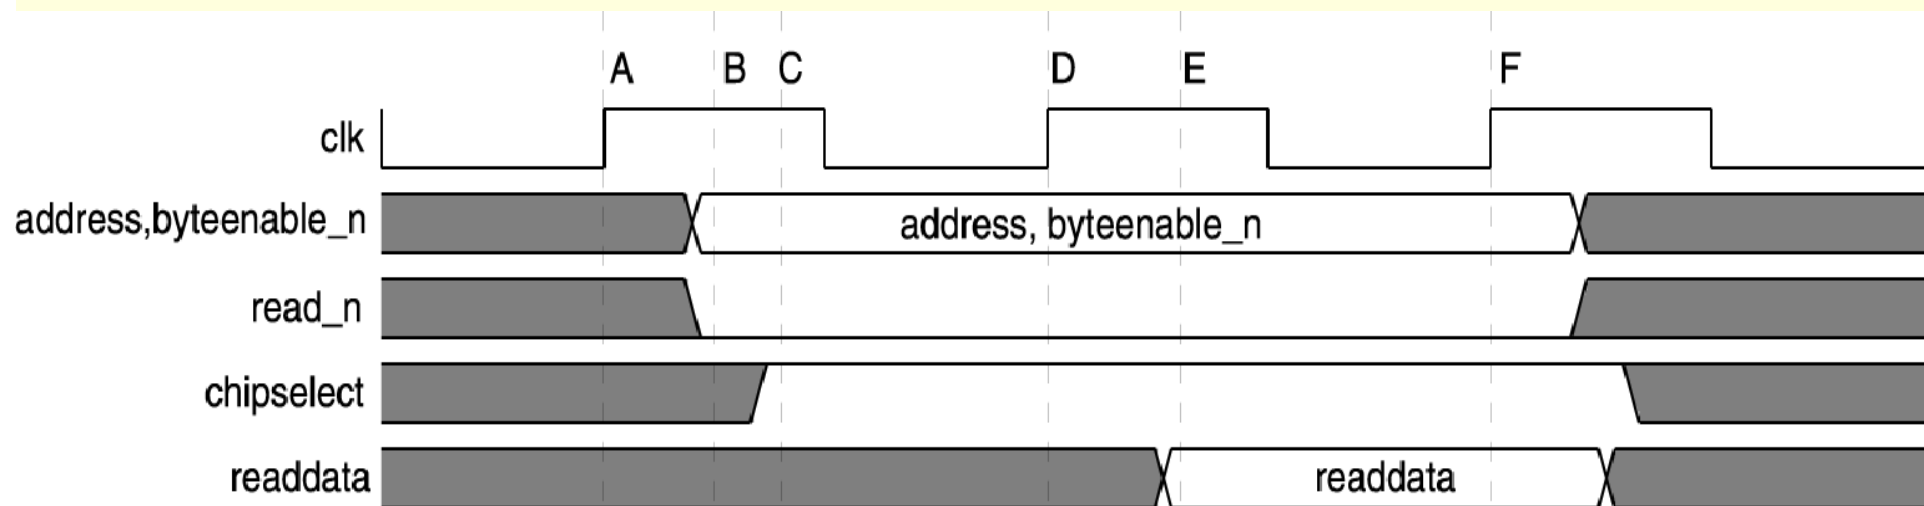 A B C D E F
clk
address,byteenable_n address, byteenable_n
read_n
chipselect
readdata readdata